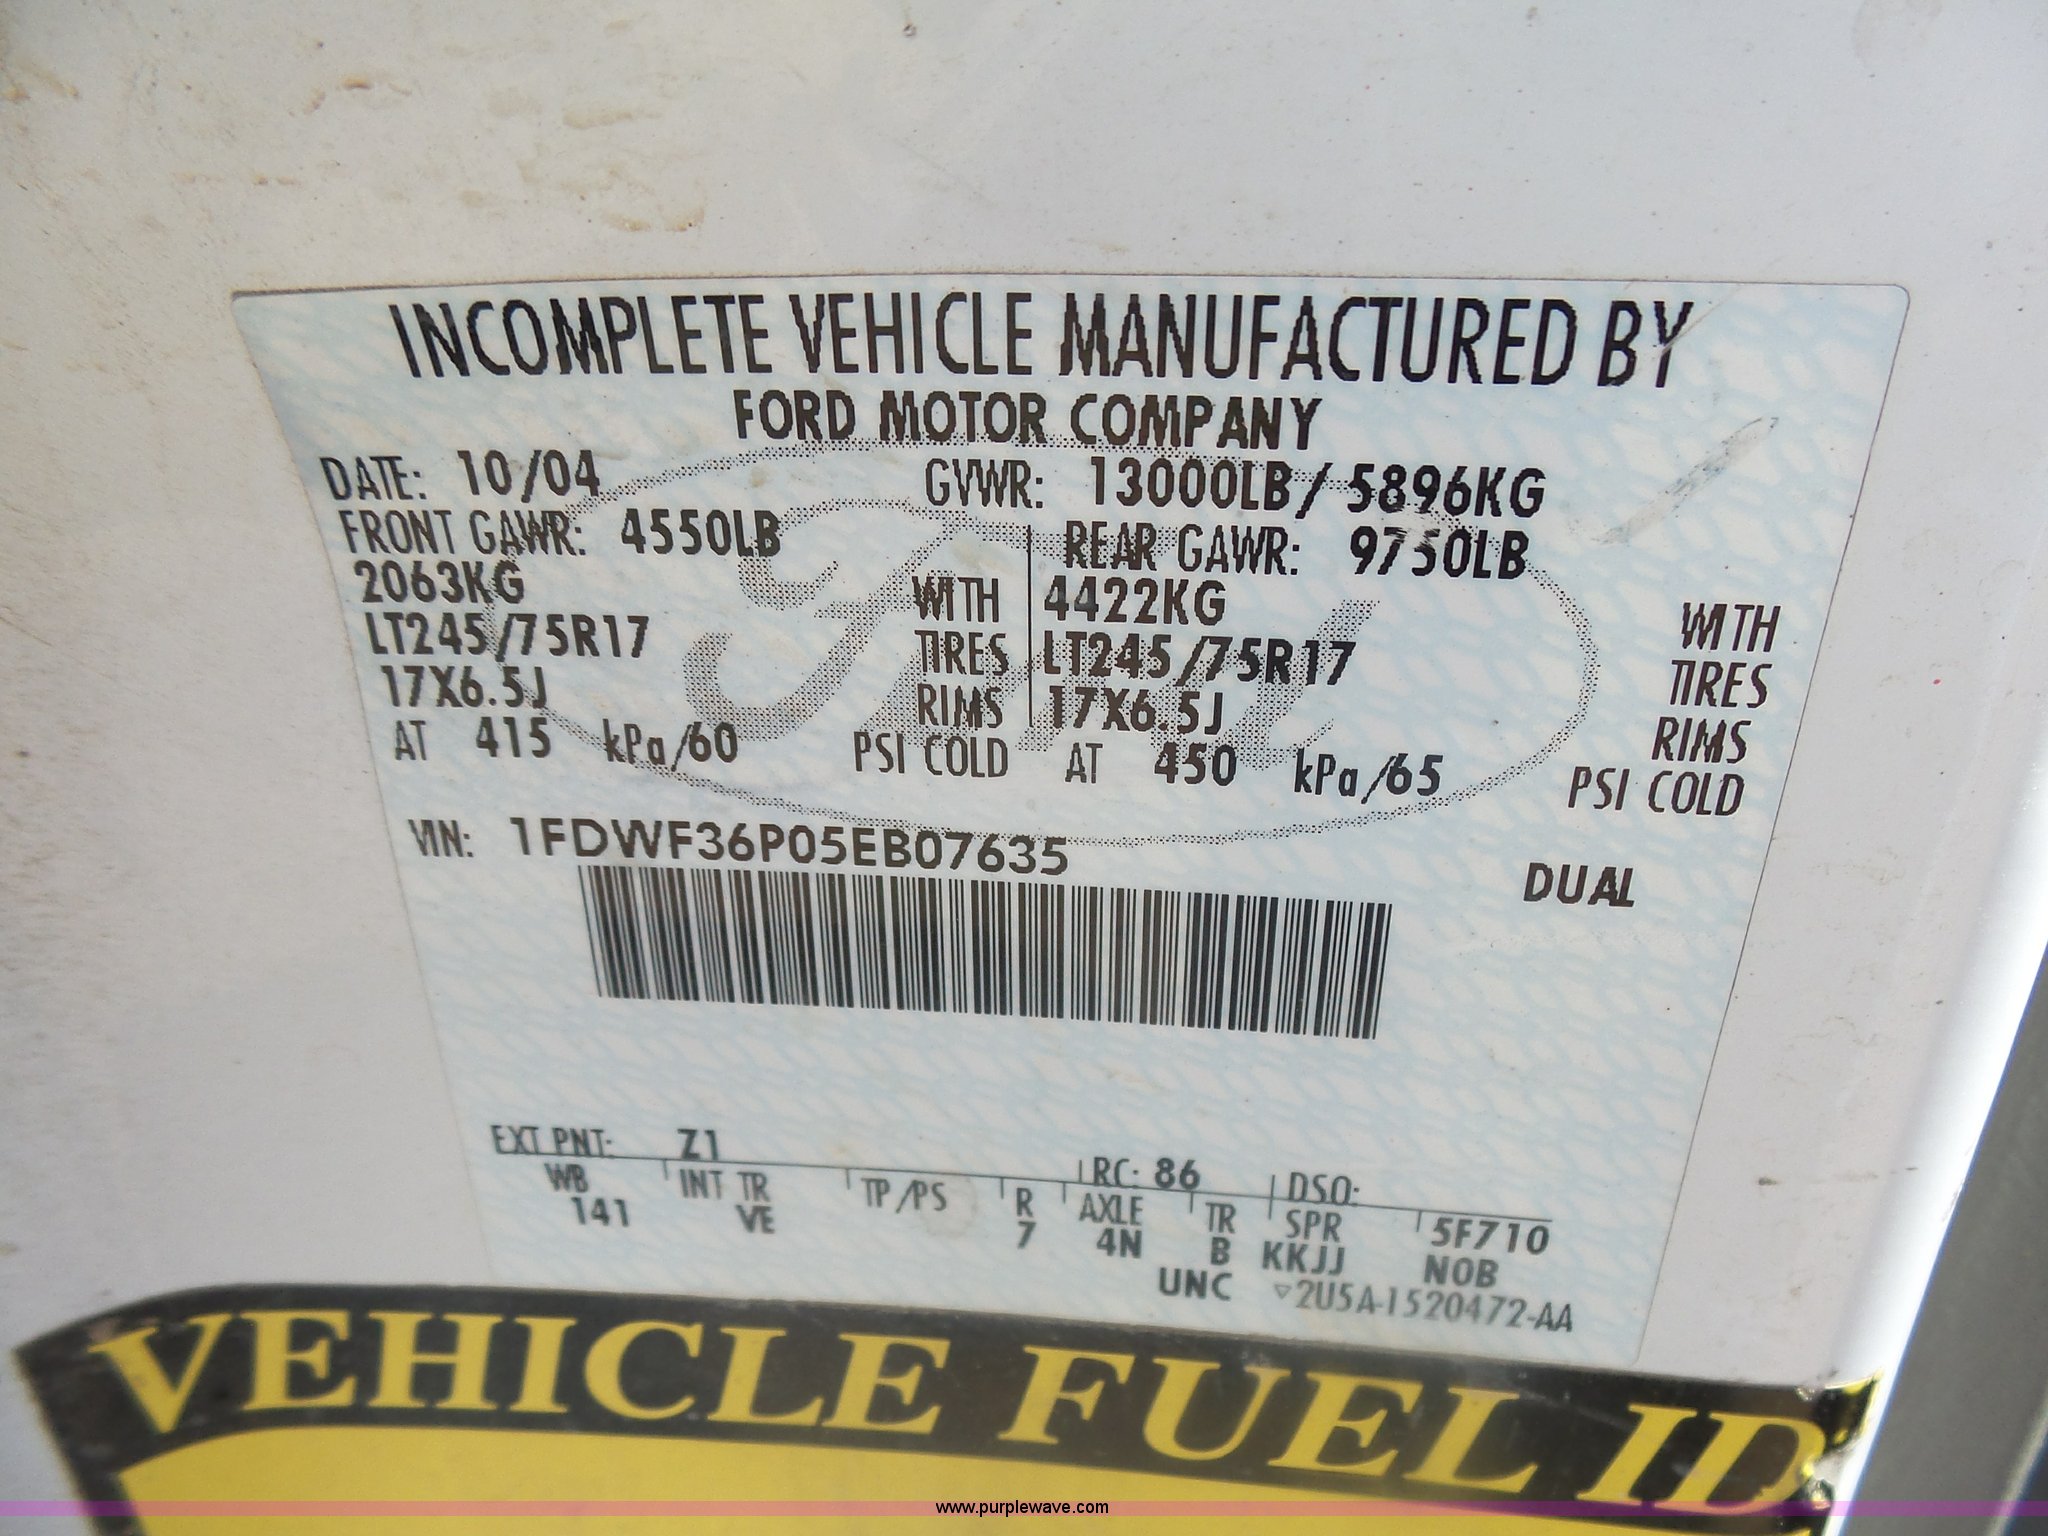 INCOMPLETE VEHICLE MANUFACTURED BY
FORD MOTOR COMPANY
DATE: 10/04 GVWR: 13000LB/ 5896KG
FRONT GAWR: 4550LB REAR GAWR: 9750LB
2063KG WITH 4422KG WITH
LT245/75R17 TIRES LT245/75R17 TIRES
17X6.5J RIMS 17X6.5J RIMS
AT 415 kPa/60 PSI COLD AT 450 kPa/65 PSI COLD
VIN: 1FDWF36P05EB07635
DUAL
EXT PNT: Z1 RC: 86 DSO:
WB INT TR TP/PS R AXLE TR SPR 5F710
141 VE 7 4N B KKJJ NOB
UNC ▽2U5A-1520472-AA
VEHICLE FUEL ID
www.purplewave.com